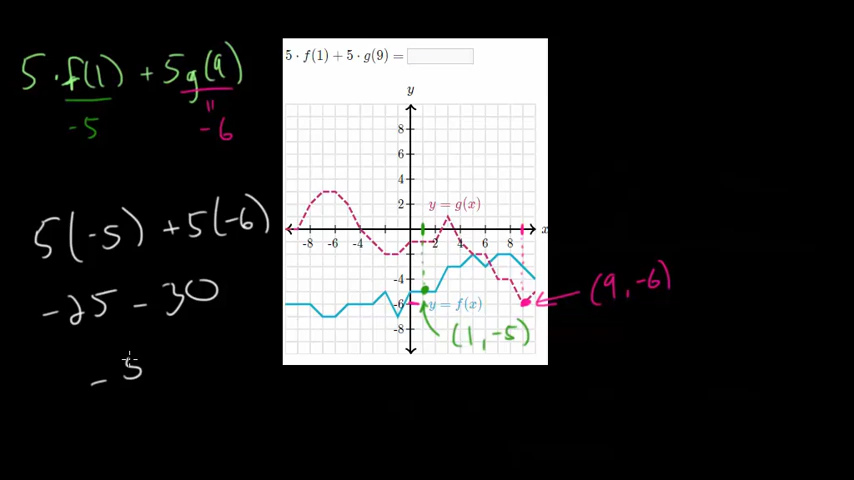 5 · f(1) + 5g(9)
-5
=
-6
5(-5) + 5(-6)
-25 - 30
- 5
5 · f(1) + 5 · g(9) =
y
8
6
4
2
y = g(x)
x
-8 -6 -4 2 4 6 8
-4
-6
y = f(x)
-8
(1, -5)
(9, -6)